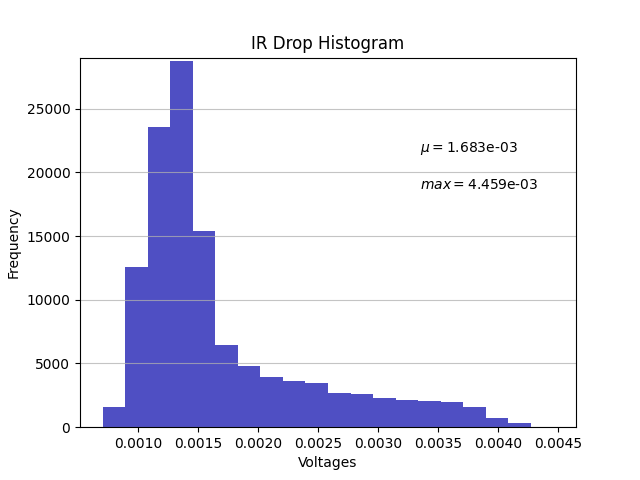 IR Drop Histogram
25000
20000
15000
10000
5000
0
Frequency
μ = 1.683e-03
max = 4.459e-03
0.0010 0.0015 0.0020 0.0025 0.0030 0.0035 0.0040 0.0045
Voltages